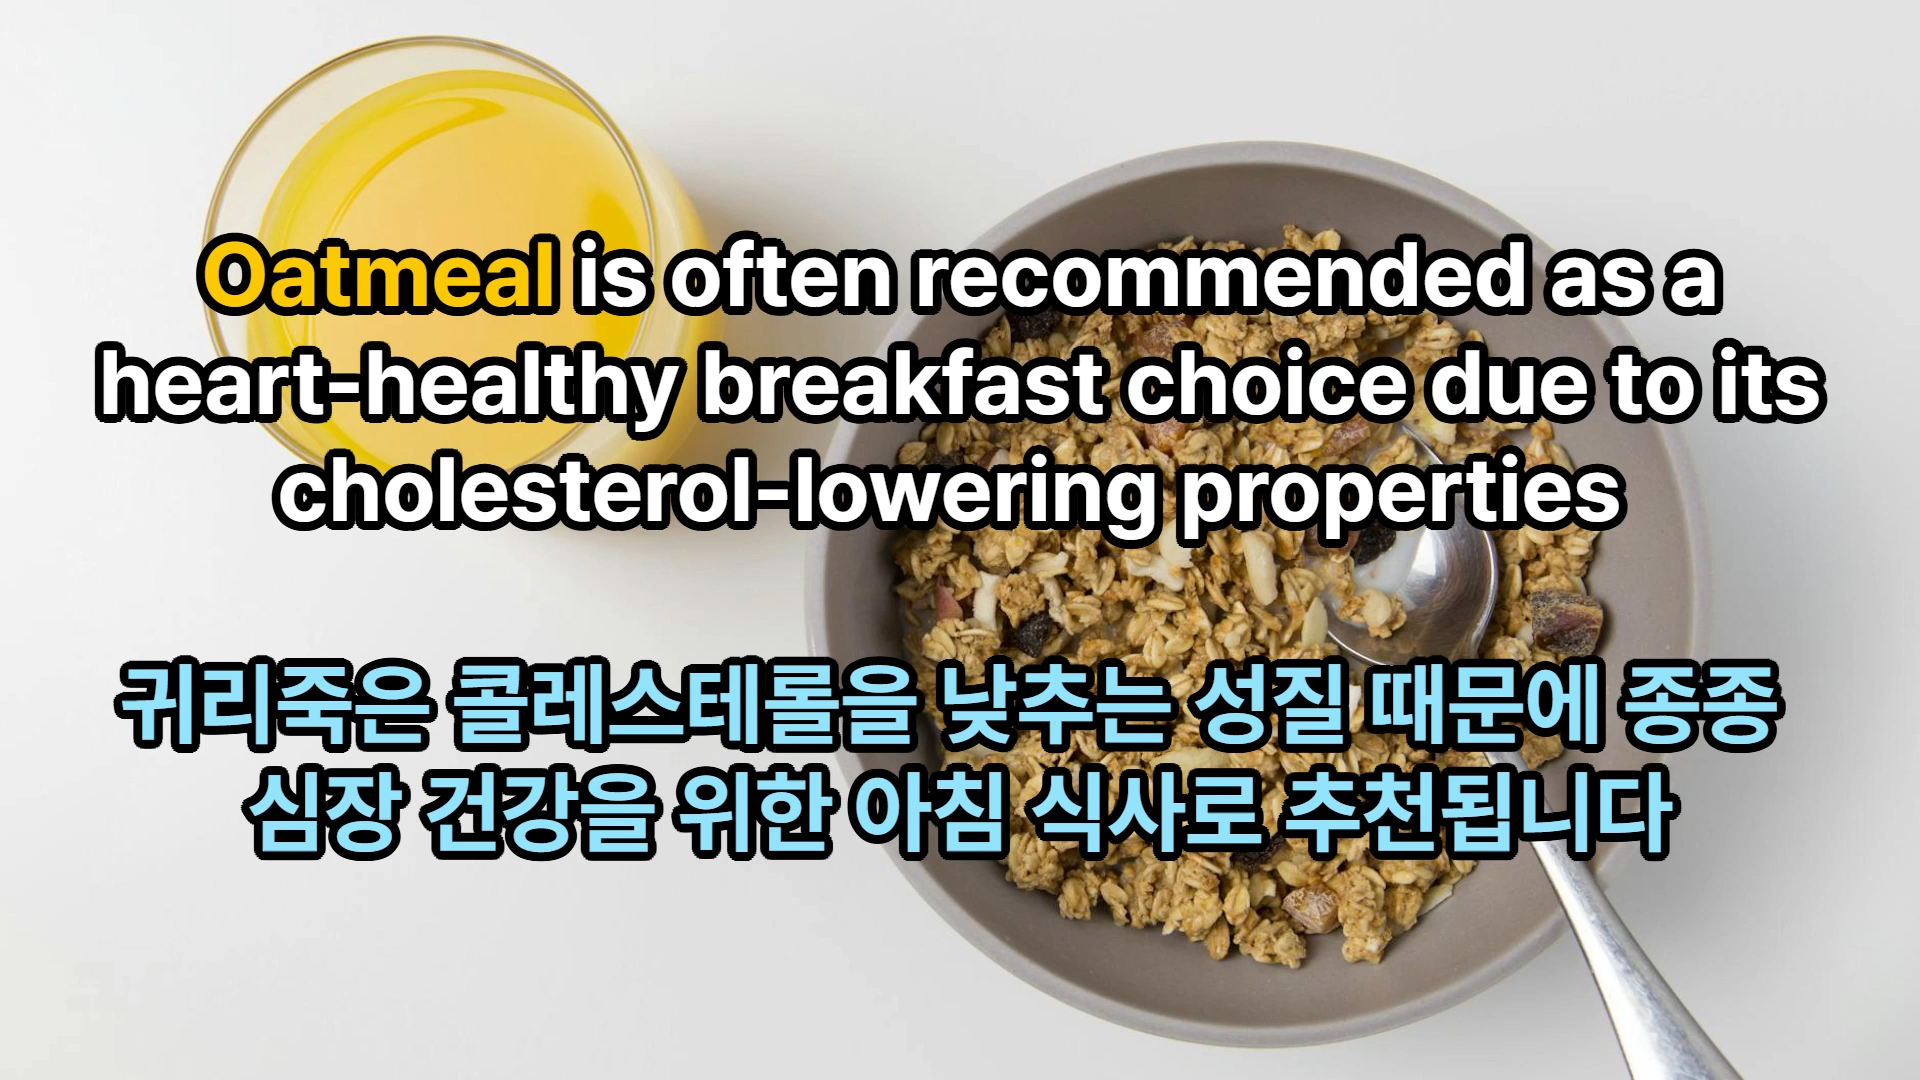 Oatmeal is often recommended as a
heart-healthy breakfast choice due to its
cholesterol-lowering properties
귀리죽은 콜레스테롤을 낮추는 성질 때문에 종종
심장 건강을 위한 아침 식사로 추천됩니다